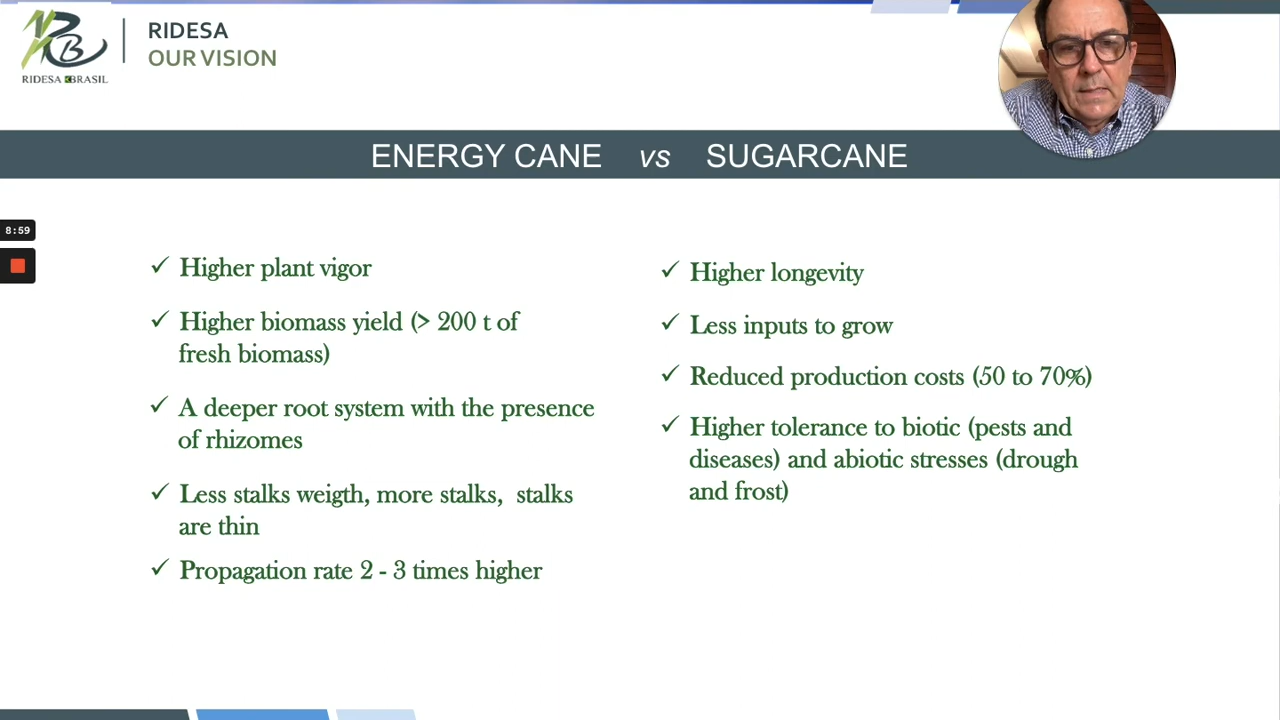 RIDESA BRASIL
RIDESA
OUR VISION
ENERGY CANE vs SUGARCANE
8:59
Higher plant vigor
Higher biomass yield (> 200 t of
fresh biomass)
A deeper root system with the presence
of rhizomes
Less stalks weigth, more stalks, stalks
are thin
Propagation rate 2 - 3 times higher
Higher longevity
Less inputs to grow
Reduced production costs (50 to 70%)
Higher tolerance to biotic (pests and
diseases) and abiotic stresses (drough
and frost)